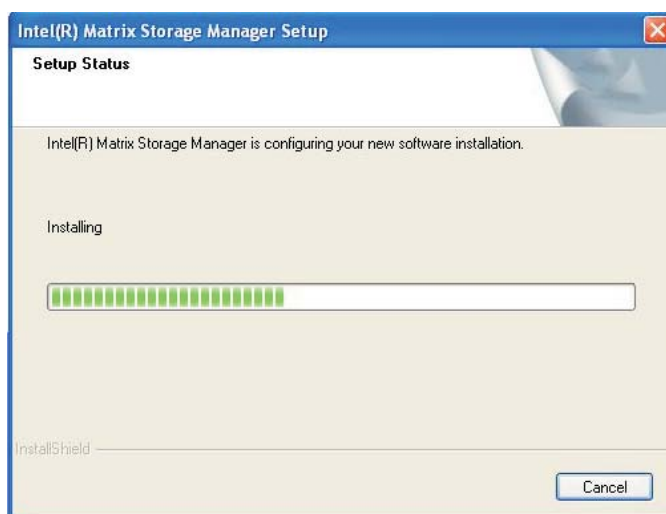 Intel(R) Matrix Storage Manager Setup
Setup Status
Intel(R) Matrix Storage Manager is configuring your new software installation.
Installing
InstallShield
Cancel